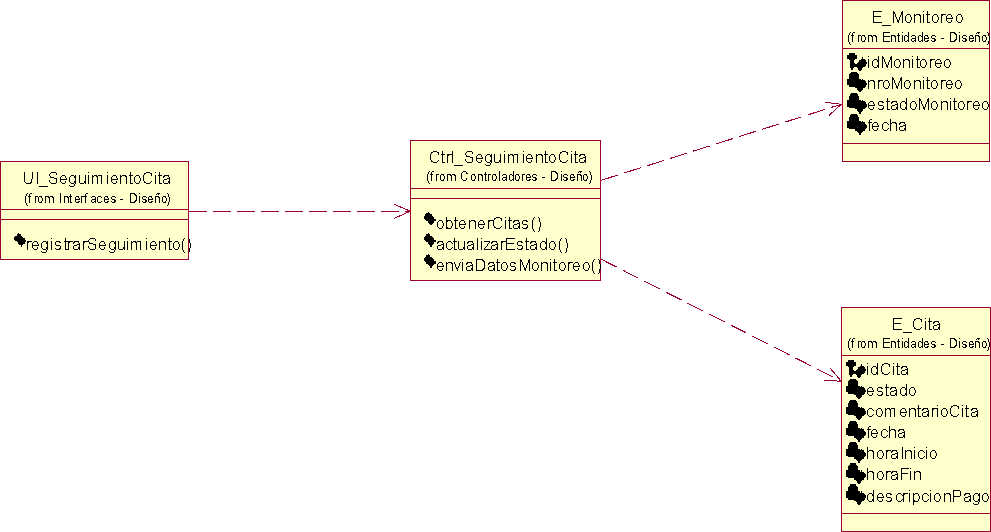 UI_SeguimientoCita
(from Interfaces - Diseño)
registrarSeguimiento()
Ctrl_SeguimientoCita
(from Controladores - Diseño)
obtenerCitas()
actualizarEstado()
enviaDatosMonitoreo()
E_Monitoreo
(from Entidades - Diseño)
idMonitoreo
nroMonitoreo
estadoMonitoreo
fecha
E_Cita
(from Entidades - Diseño)
idCita
estado
comentarioCita
fecha
horaInicio
horaFin
descripcionPago